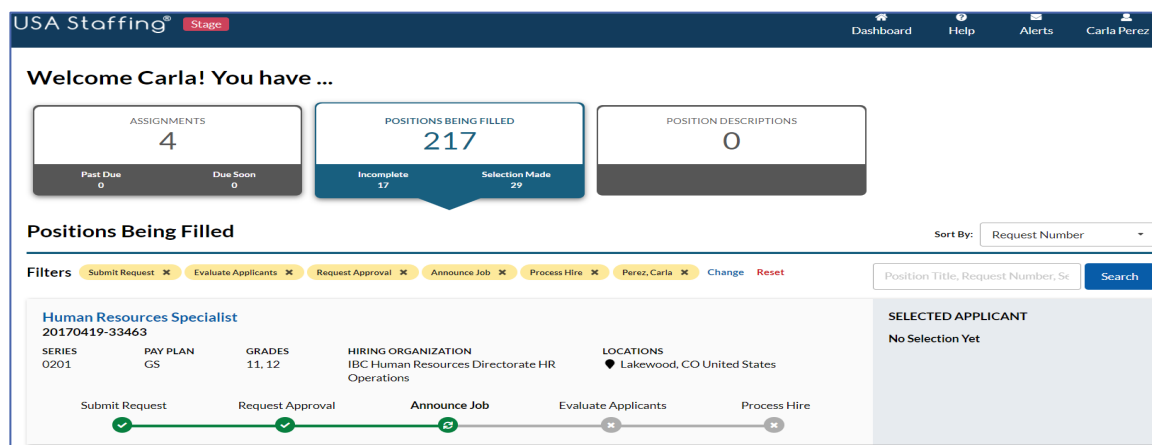 USA Staffing® Stage
Dashboard Help Alerts Carla Perez
Welcome Carla! You have ...
ASSIGNMENTS
4
Past Due Due Soon
0 0
POSITIONS BEING FILLED
217
Incomplete Selection Made
17 29
POSITION DESCRIPTIONS
0
Positions Being Filled
Sort By: Request Number
Filters Submit Request × Evaluate Applicants × Request Approval × Announce Job × Process Hire × Perez, Carla × Change Reset
Position Title, Request Number, Se Search
Human Resources Specialist
20170419-33463
SERIES PAY PLAN GRADES HIRING ORGANIZATION LOCATIONS
0201 GS 11, 12 IBC Human Resources Directorate HR Lakewood, CO United States
Operations
Submit Request Request Approval Announce Job Evaluate Applicants Process Hire
SELECTED APPLICANT
No Selection Yet